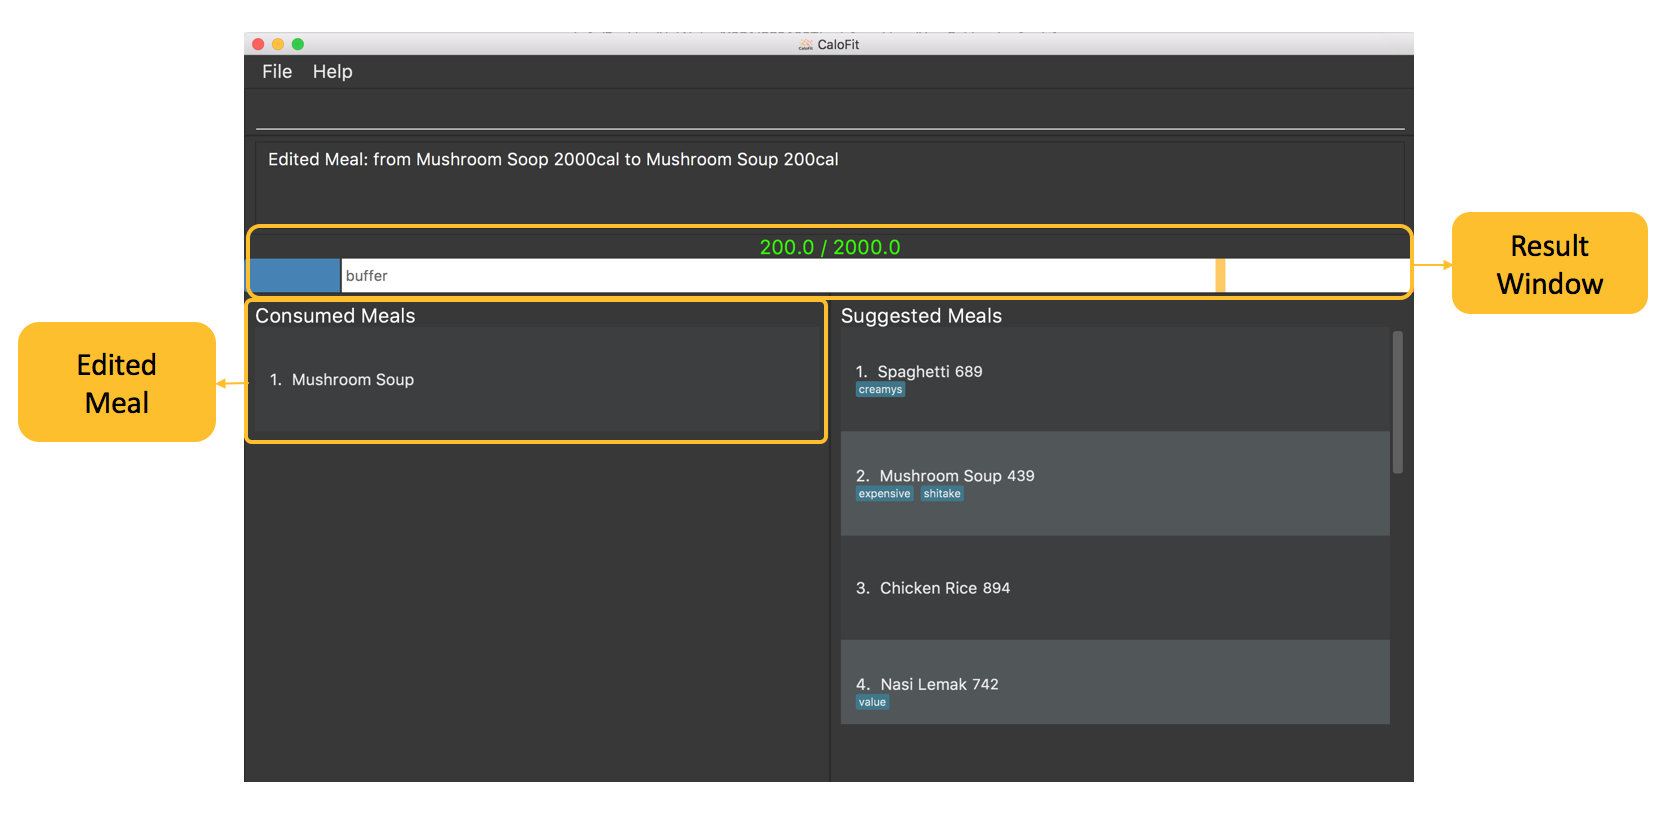 CaloFit
File Help
Edited Meal: from Mushroom Soop 2000cal to Mushroom Soup 200cal
200.0 / 2000.0
buffer
Result
Window
Consumed Meals
1. Mushroom Soup
Edited
Meal
Suggested Meals
1. Spaghetti 689
creamys
2. Mushroom Soup 439
expensive shitake
3. Chicken Rice 894
4. Nasi Lemak 742
value